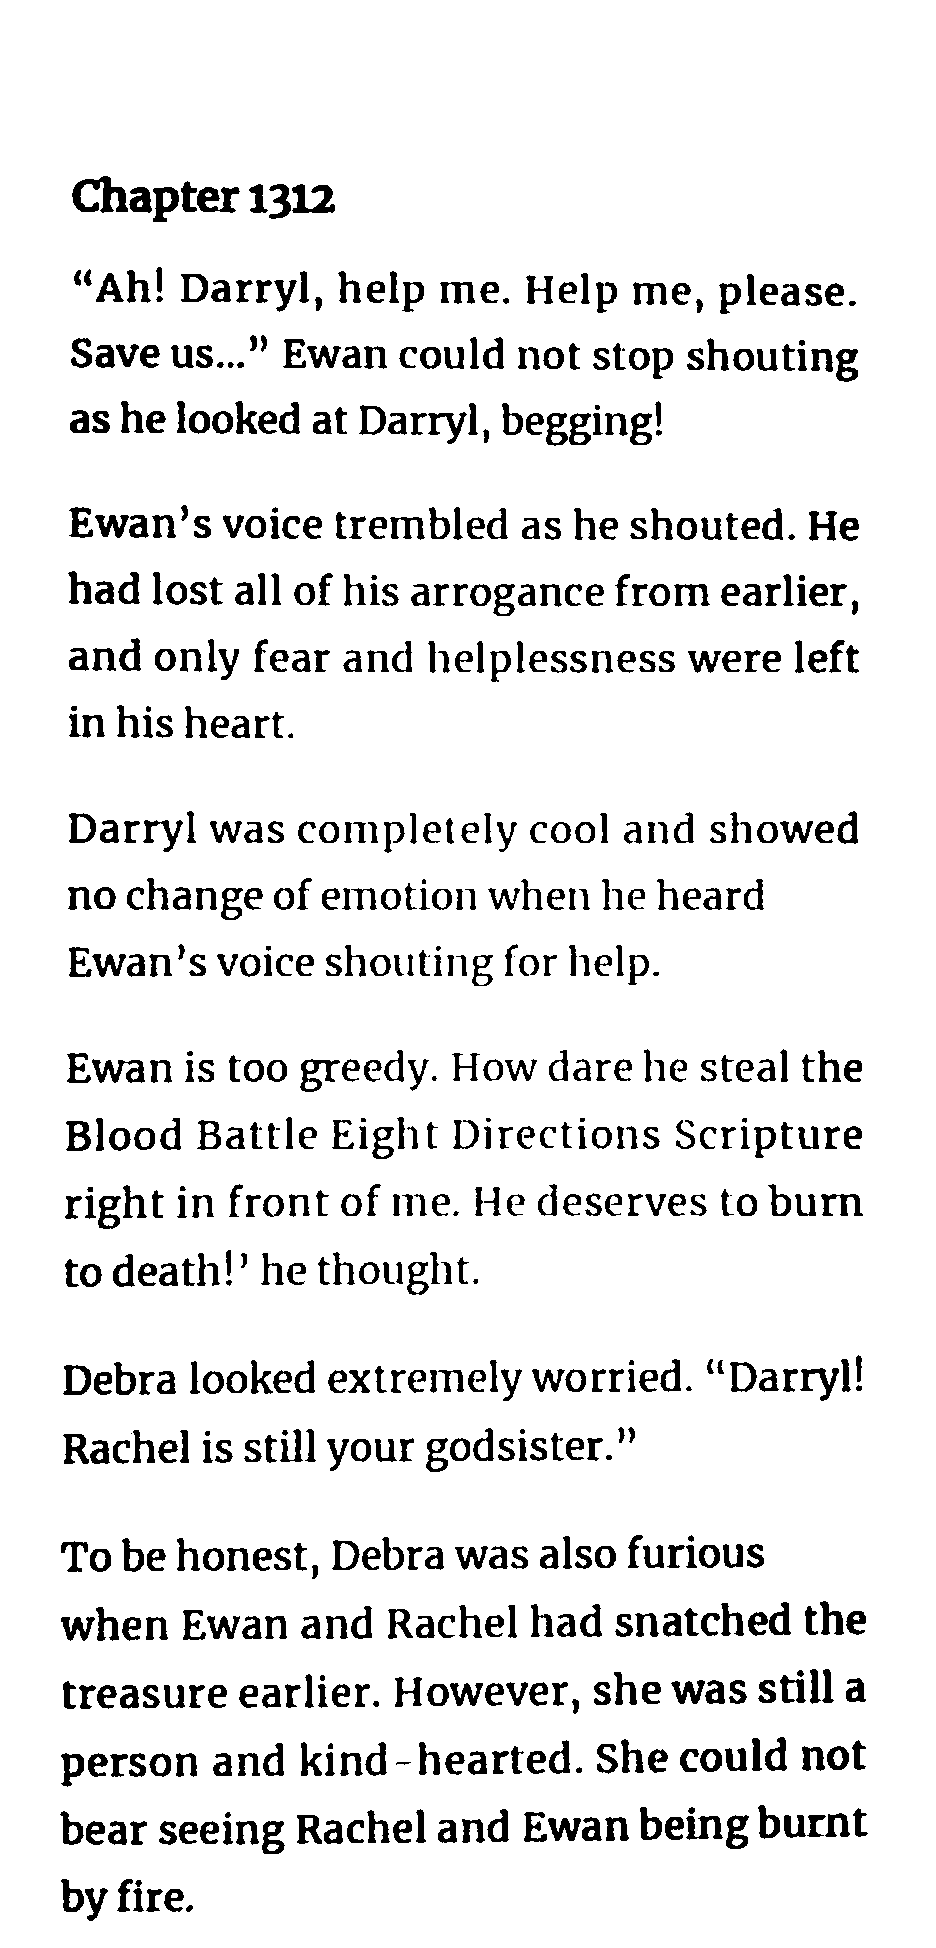 Chapter 1312
“Ah! Darryl, help me. Help me, please.
Save us...” Ewan could not stop shouting
as he looked at Darryl, begging!
Ewan’s voice trembled as he shouted. He
had lost all of his arrogance from earlier,
and only fear and helplessness were left
in his heart.
Darryl was completely cool and showed
no change of emotion when he heard
Ewan’s voice shouting for help.
Ewan is too greedy. How dare he steal the
Blood Battle Eight Directions Scripture
right in front of me. He deserves to burn
to death!’ he thought.
Debra looked extremely worried. “Darryl!
Rachel is still your godsister.”
To be honest, Debra was also furious
when Ewan and Rachel had snatched the
treasure earlier. However, she was still a
person and kind-hearted. She could not
bear seeing Rachel and Ewan being burnt
by fire.